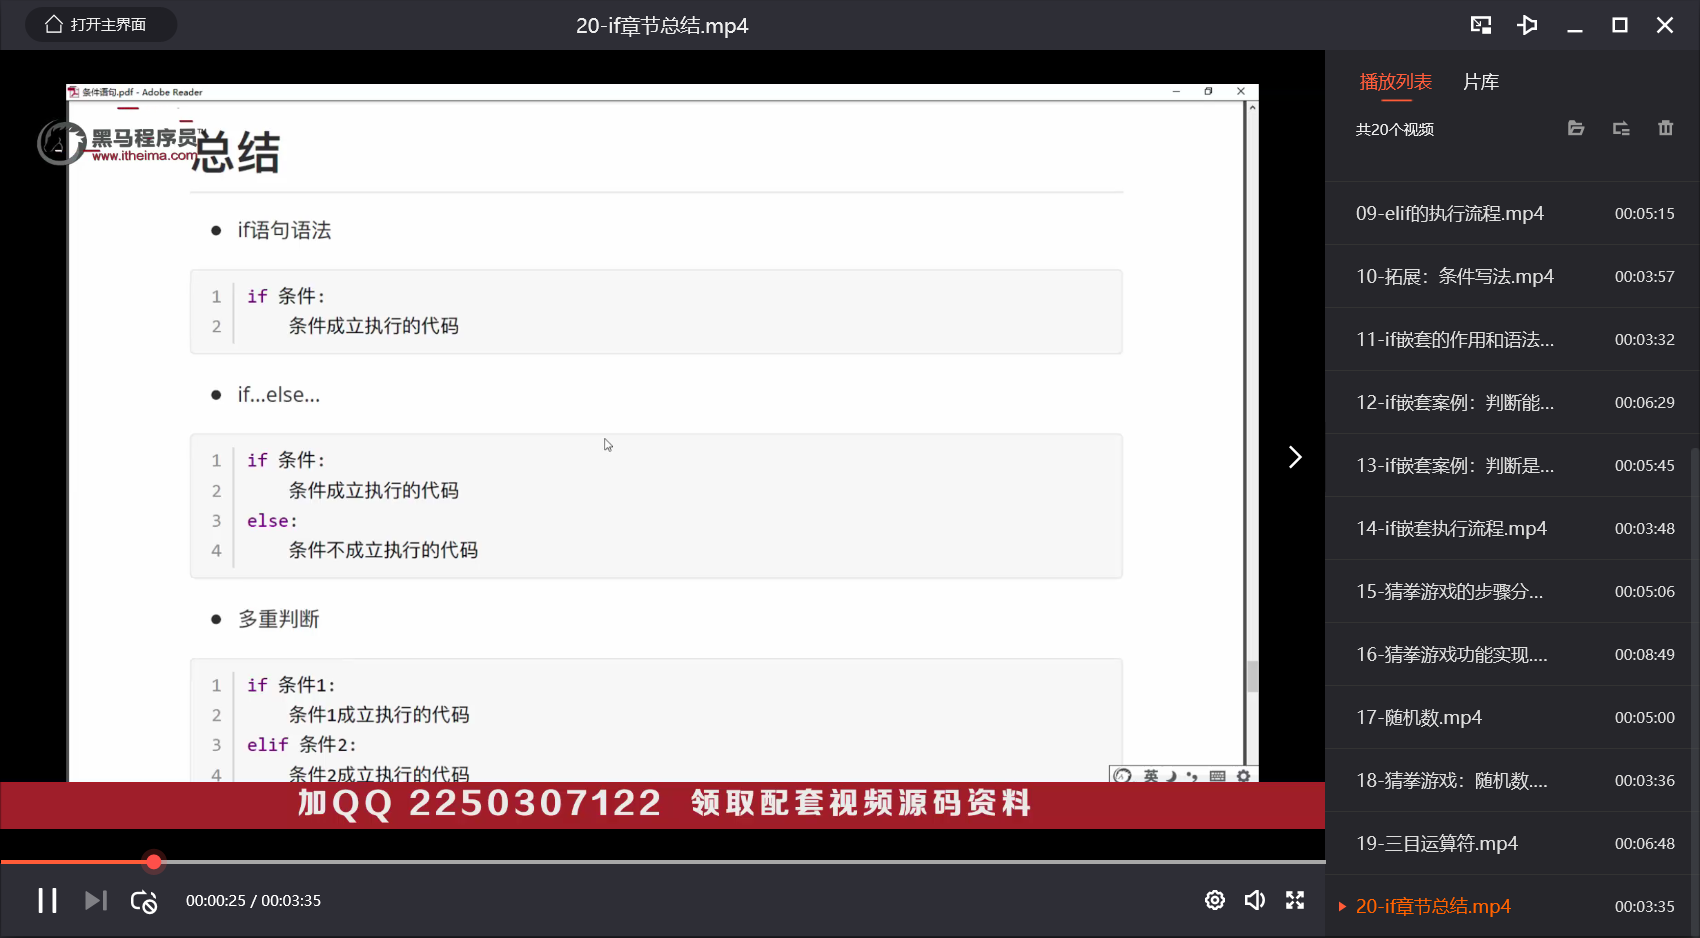 打开主界面
20-if章节总结.mp4
条件语句.pdf - Adobe Reader
黑马程序员™
www.itheima.com
总结
● if语句语法
1 if 条件:
2 条件成立执行的代码
● if...else...
1 if 条件:
2 条件成立执行的代码
3 else:
4 条件不成立执行的代码
● 多重判断
1 if 条件1:
2 条件1成立执行的代码
3 elif 条件2:
4 条件2成立执行的代码
英
加QQ 2250307122 领取配套视频源码资料
00:00:25 / 00:03:35
播放列表 片库
共20个视频
09-elif的执行流程.mp4 00:05:15
10-拓展：条件写法.mp4 00:03:57
11-if嵌套的作用和语法... 00:03:32
12-if嵌套案例：判断能... 00:06:29
13-if嵌套案例：判断是... 00:05:45
14-if嵌套执行流程.mp4 00:03:48
15-猜拳游戏的步骤分... 00:05:06
16-猜拳游戏功能实现.... 00:08:49
17-随机数.mp4 00:05:00
18-猜拳游戏：随机数.... 00:03:36
19-三目运算符.mp4 00:06:48
20-if章节总结.mp4 00:03:35